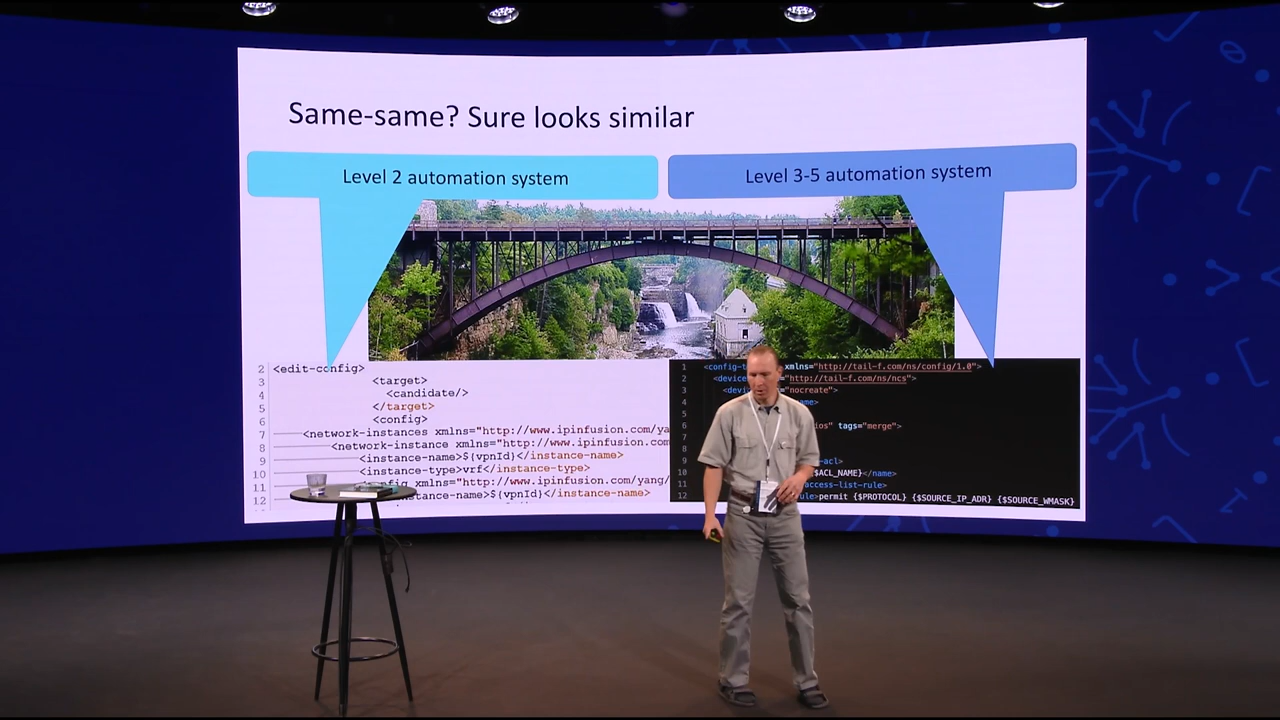 Same-same? Sure looks similar
Level 2 automation system
Level 3-5 automation system
2 <edit-config>
3 <target>
4 <candidate/>
5 </target>
6 <config>
7 <network-instances xmlns="http://www.ipinfusion.com/yan
8 <network-instance xmlns="http://www.ipinfusion.com
9 <instance-name>${vpnId}</instance-name>
10 <instance-type>vrf</instance-type>
11 xmlns="http://www.ipinfusion.com/yang/
12 <instance-name>${vpnId}</instance-name>
1 xmlns="http://tail-f.com/ns/config/1.0">
2 "http://tail-f.com/ns/ncs">
3 "nocreate">
4 name>
5
6 ios" tags="merge">
7
8
9 -acl>
10 $ACL_NAME}</name>
11 access-list-rule>
12 rule>permit {$PROTOCOL} {$SOURCE_IP_ADR} {$SOURCE_WMASK}